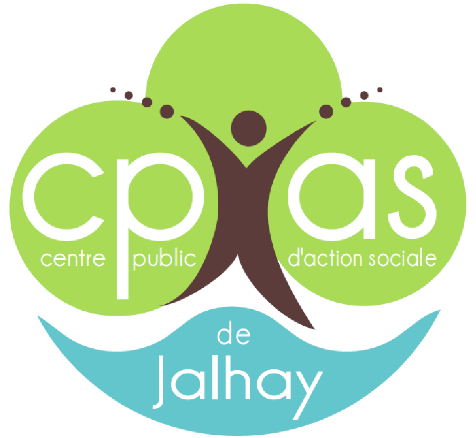 cpas
centre public d'action sociale
de
Jalhay